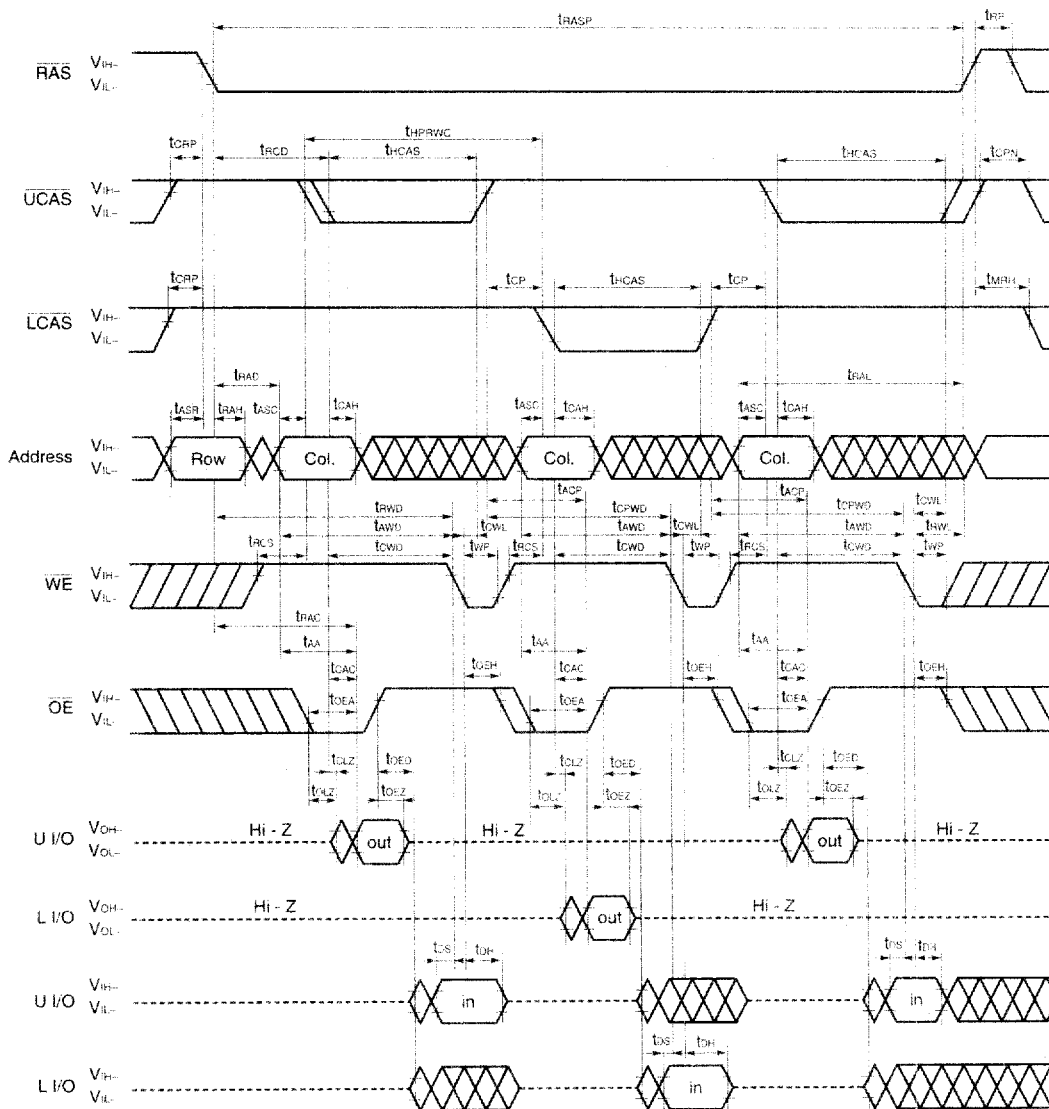 tRASP tRP
RAS VIH– VIL–
tHPRWC
tCRP tRCD tHCAS tHCAS tCPN
UCAS VIH– VIL–
tCRP tCP tHCAS tCP tMRH
LCAS VIH– VIL–
tRAD tRAL
tASR tRAH tASC tCAH tASC tCAH tASC tCAH
Address VIH– VIL– Row Col. Col. Col.
tACP tACP
tRWD tCPWD tCPWD tCWL
tAWD tCWL tAWD tCWL tAWD tRWL
tRCS tCWD tWP tRCS tCWD tWP tRCS tCWD tWP
WE VIH– VIL–
tRAC
tAA tAA tAA
tCAC tOEH tCAC tOEH tCAC tOEH
tOEA tOEA tOEA
OE VIH– VIL–
tCLZ tOED tCLZ tOED tCLZ tOED
tOLZ tOEZ tOLZ tOEZ tOLZ tOEZ
U I/O VOH– VOL– Hi - Z out Hi - Z out Hi - Z
L I/O VOH– VOL– Hi - Z out Hi - Z
tDS tDH tDS tDH
U I/O VIH– VIL– in in
tDS tDH
L I/O VIH– VIL– in